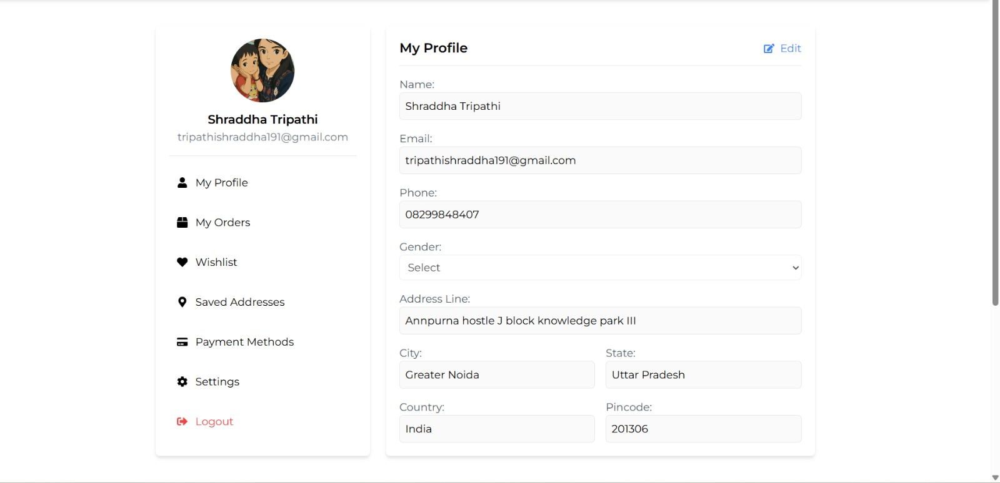 Shraddha Tripathi
tripathishraddha191@gmail.com
My Profile
My Orders
Wishlist
Saved Addresses
Payment Methods
Settings
Logout
My Profile
Edit
Name:
Shraddha Tripathi
Email:
tripathishraddha191@gmail.com
Phone:
08299848407
Gender:
Select
Address Line:
Annpurna hostle J block knowledge park III
City:
Greater Noida
State:
Uttar Pradesh
Country:
India
Pincode:
201306